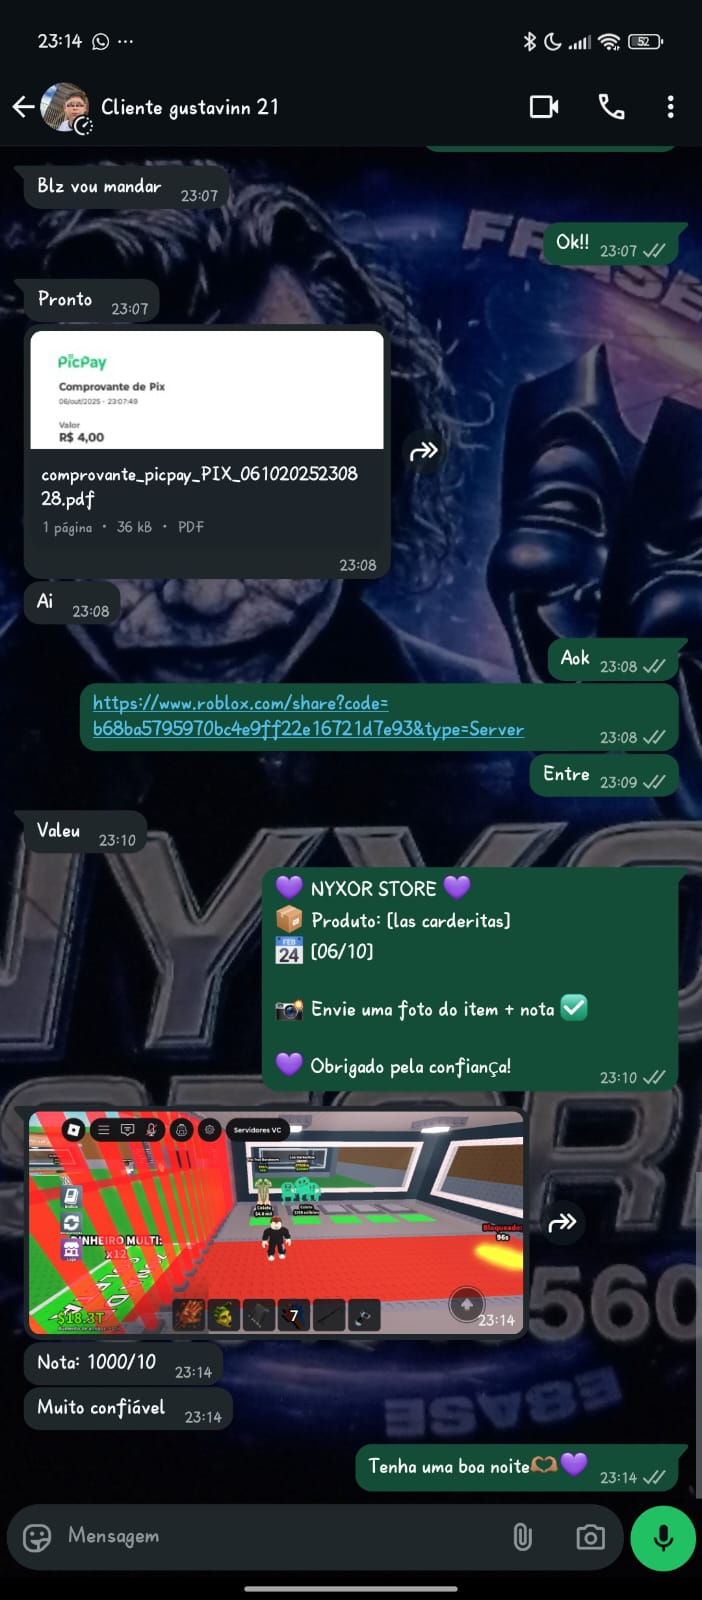 23:14
52
Cliente gustavinn 21
Blz vou mandar 23:07
Ok!! 23:07
Pronto 23:07
PicPay
Comprovante de Pix
06/out/2025 - 23:07:49
Valor
R$ 4,00
comprovante_picpay_PIX_061020252308
28.pdf
1 página • 36 kB • PDF
23:08
Ai 23:08
Aok 23:08
https://www.roblox.com/share?code=
b68ba5795970bc4e9ff22e16721d7e93&type=Server
23:08
Entre 23:09
Valeu 23:10
💜 NYXOR STORE 💜
📦 Produto: [las carderitas]
📆 [06/10]
📸 Envie uma foto do item + nota ✅
💜 Obrigado pela confiança!
23:10
Servidores VC
Bloqueado:
96s
DINHEIRO MULTI:
x12
$18.3T
7
23:14
Nota: 1000/10 23:14
Muito confiável 23:14
Tenha uma boa noite🫶🏾💜 23:14
Mensagem